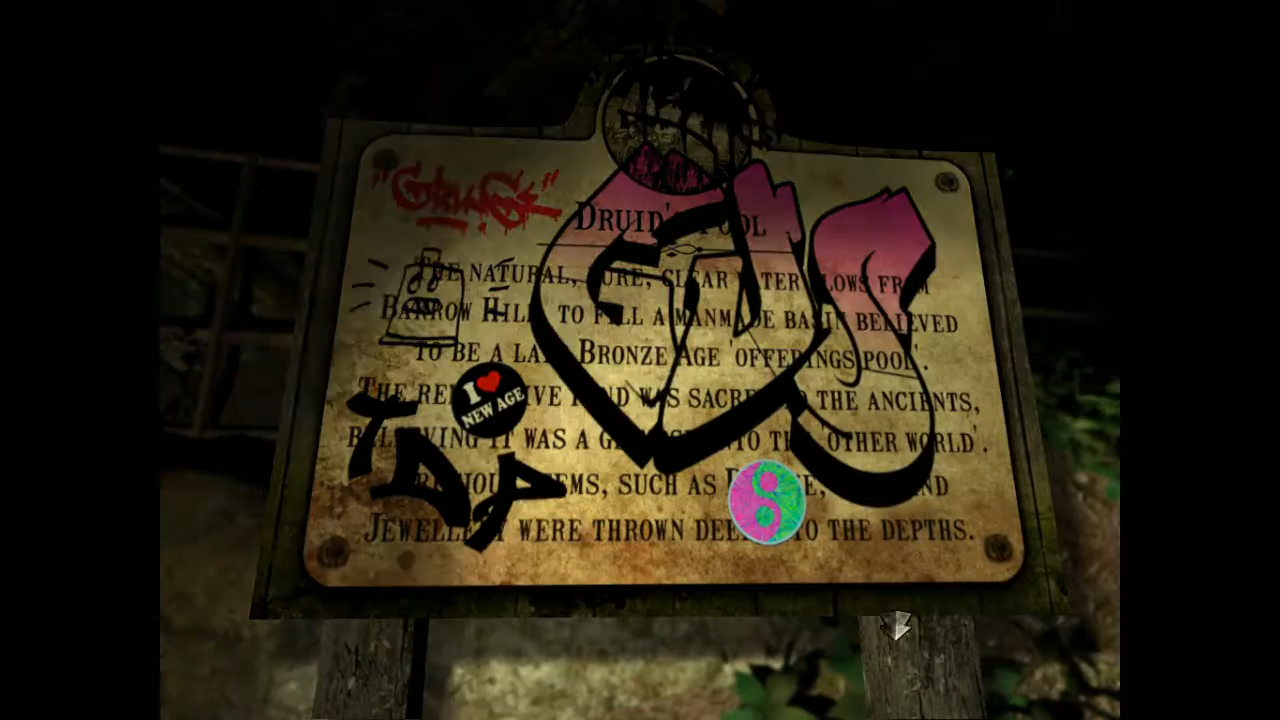 "GRUNGE"
DRUID'S POOL
THE NATURAL, PURE, CLEAR WATER FLOWS FROM
BARROW HILL TO FILL A MANMADE BASIN BELIEVED
TO BE A LATE BRONZE AGE 'OFFERINGS POOL'.
THE REFLECTIVE POND WAS SACRED TO THE ANCIENTS,
I ♥
NEW AGE
BELIEVING IT WAS A GATEWAY INTO THE 'OTHER WORLD'.
PRECIOUS ITEMS, SUCH AS AND
JEWELLERY WERE THROWN DEEP INTO THE DEPTHS.